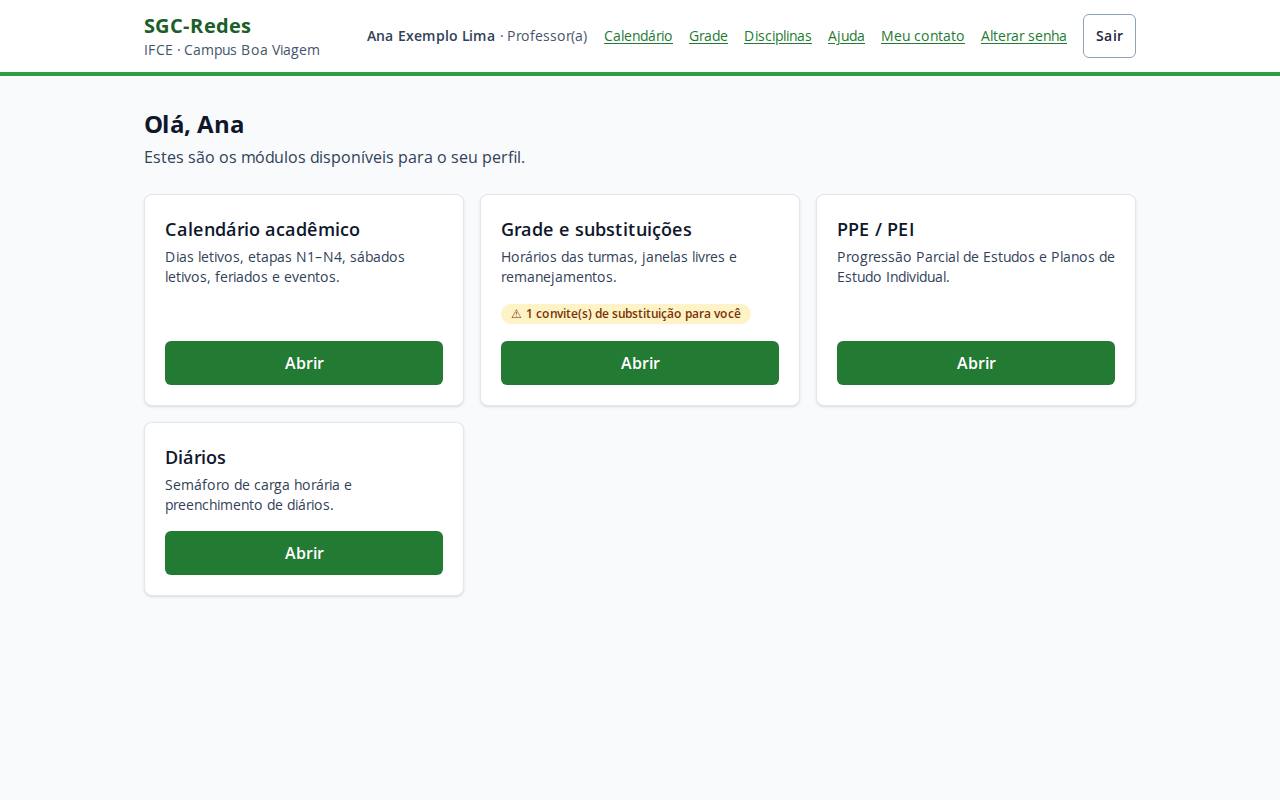 SGC-Redes
IFCE · Campus Boa Viagem
Ana Exemplo Lima · Professor(a) Calendário Grade Disciplinas Ajuda Meu contato Alterar senha Sair
Olá, Ana
Estes são os módulos disponíveis para o seu perfil.
Calendário acadêmico
Dias letivos, etapas N1–N4, sábados
letivos, feriados e eventos.
Abrir
Grade e substituições
Horários das turmas, janelas livres e
remanejamentos.
⚠ 1 convite(s) de substituição para você
Abrir
PPE / PEI
Progressão Parcial de Estudos e Planos de
Estudo Individual.
Abrir
Diários
Semáforo de carga horária e
preenchimento de diários.
Abrir